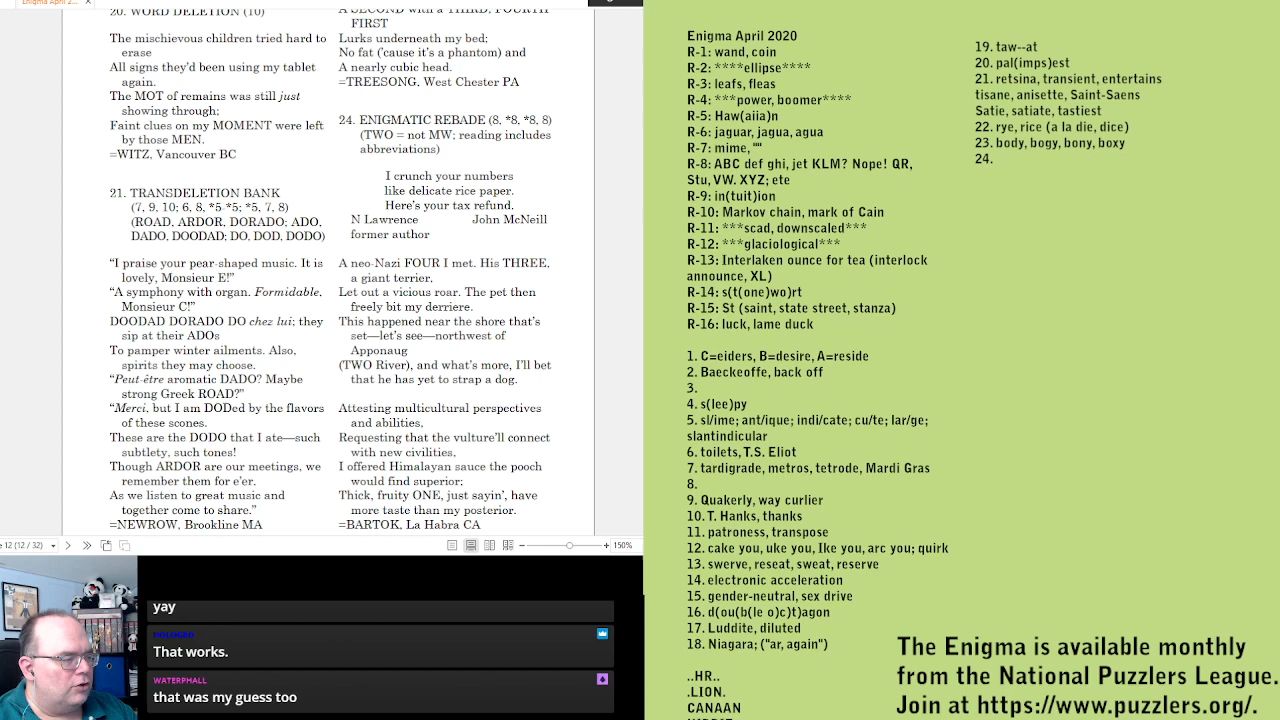 Enigma April 2...
20. WORD DELETION (10)
The mischievous children tried hard to
erase
All signs they'd been using my tablet
again.
The MOT of remains was still just
showing through;
Faint clues on my MOMENT were left
by those MEN.
=WITZ, Vancouver BC
21. TRANSDELETION BANK
(7, 9, 10; 6, 8, *5 *5; *5, 7, 8)
(ROAD, ARDOR, DORADO; ADO,
DADO, DOODAD; DO, DOD, DODO)
“I praise your pear-shaped music. It is
lovely, Monsieur E!”
“A symphony with organ. Formidable,
Monsieur C!”
DOODAD DORADO DO chez lui; they
sip at their ADOs
To pamper winter ailments. Also,
spirits they may choose.
“Peut-être aromatic DADO? Maybe
strong Greek ROAD?”
“Merci, but I am DODed by the flavors
of these scones.
These are the DODO that I ate—such
subtlety, such tones!
Though ARDOR are our meetings, we
remember them for e'er.
As we listen to great music and
together come to share.”
=NEWROW, Brookline MA
A SECOND with a THIRD, FOURTH
FIRST
Lurks underneath my bed;
No fat ('cause it's a phantom) and
A nearly cubic head.
=TREESONG, West Chester PA
24. ENIGMATIC REBADE (8, *8, *8, 8)
(TWO = not MW; reading includes
abbreviations)
I crunch your numbers
like delicate rice paper.
Here's your tax refund.
N Lawrence John McNeill
former author
A neo-Nazi FOUR I met. His THREE,
a giant terrier,
Let out a vicious roar. The pet then
freely bit my derriere.
This happened near the shore that's
set—let's see—northwest of
Apponaug
(TWO River), and what's more, I'll bet
that he has yet to strap a dog.
Attesting multicultural perspectives
and abilities,
Requesting that the vulture'll connect
with new civilities,
I offered Himalayan sauce the pooch
would find superior;
Thick, fruity ONE, just sayin', have
more taste than my posterior.
=BARTOK, La Habra CA
e 12 (12 / 32)
150%
yay
That works.
WATERPHALL
that was my guess too
Enigma April 2020
R-1: wand, coin
R-2: ****ellipse****
R-3: leafs, fleas
R-4: ***power, boomer****
R-5: Haw(aiia)n
R-6: jaguar, jagua, agua
R-7: mime, ""
R-8: ABC def ghi, jet KLM? Nope! QR,
Stu, VW. XYZ; ete
R-9: in(tuit)ion
R-10: Markov chain, mark of Cain
R-11: ***scad, downscaled***
R-12: ***glaciological***
R-13: Interlaken ounce for tea (interlock
announce, XL)
R-14: s(t(one)wo)rt
R-15: St (saint, state street, stanza)
R-16: luck, lame duck
1. C=eiders, B=desire, A=reside
2. Baeckeoffe, back off
3.
4. s(lee)py
5. sl/ime; ant/ique; indi/cate; cu/te; lar/ge;
slantindicular
6. toilets, T.S. Eliot
7. tardigrade, metros, tetrode, Mardi Gras
8.
9. Quakerly, way curlier
10. T. Hanks, thanks
11. patroness, transpose
12. cake you, uke you, Ike you, arc you; quirk
13. swerve, reseat, sweat, reserve
14. electronic acceleration
15. gender-neutral, sex drive
16. d(ou(b(le o)c)t)agon
17. Luddite, diluted
18. Niagara; ("ar, again")
..HR..
.LION.
CANAAN
19. taw--at
20. pal(imps)est
21. retsina, transient, entertains
tisane, anisette, Saint-Saens
Satie, satiate, tastiest
22. rye, rice (a la die, dice)
23. body, bogy, bony, boxy
24.
The Enigma is available monthly
from the National Puzzlers League.
Join at https://www.puzzlers.org/.